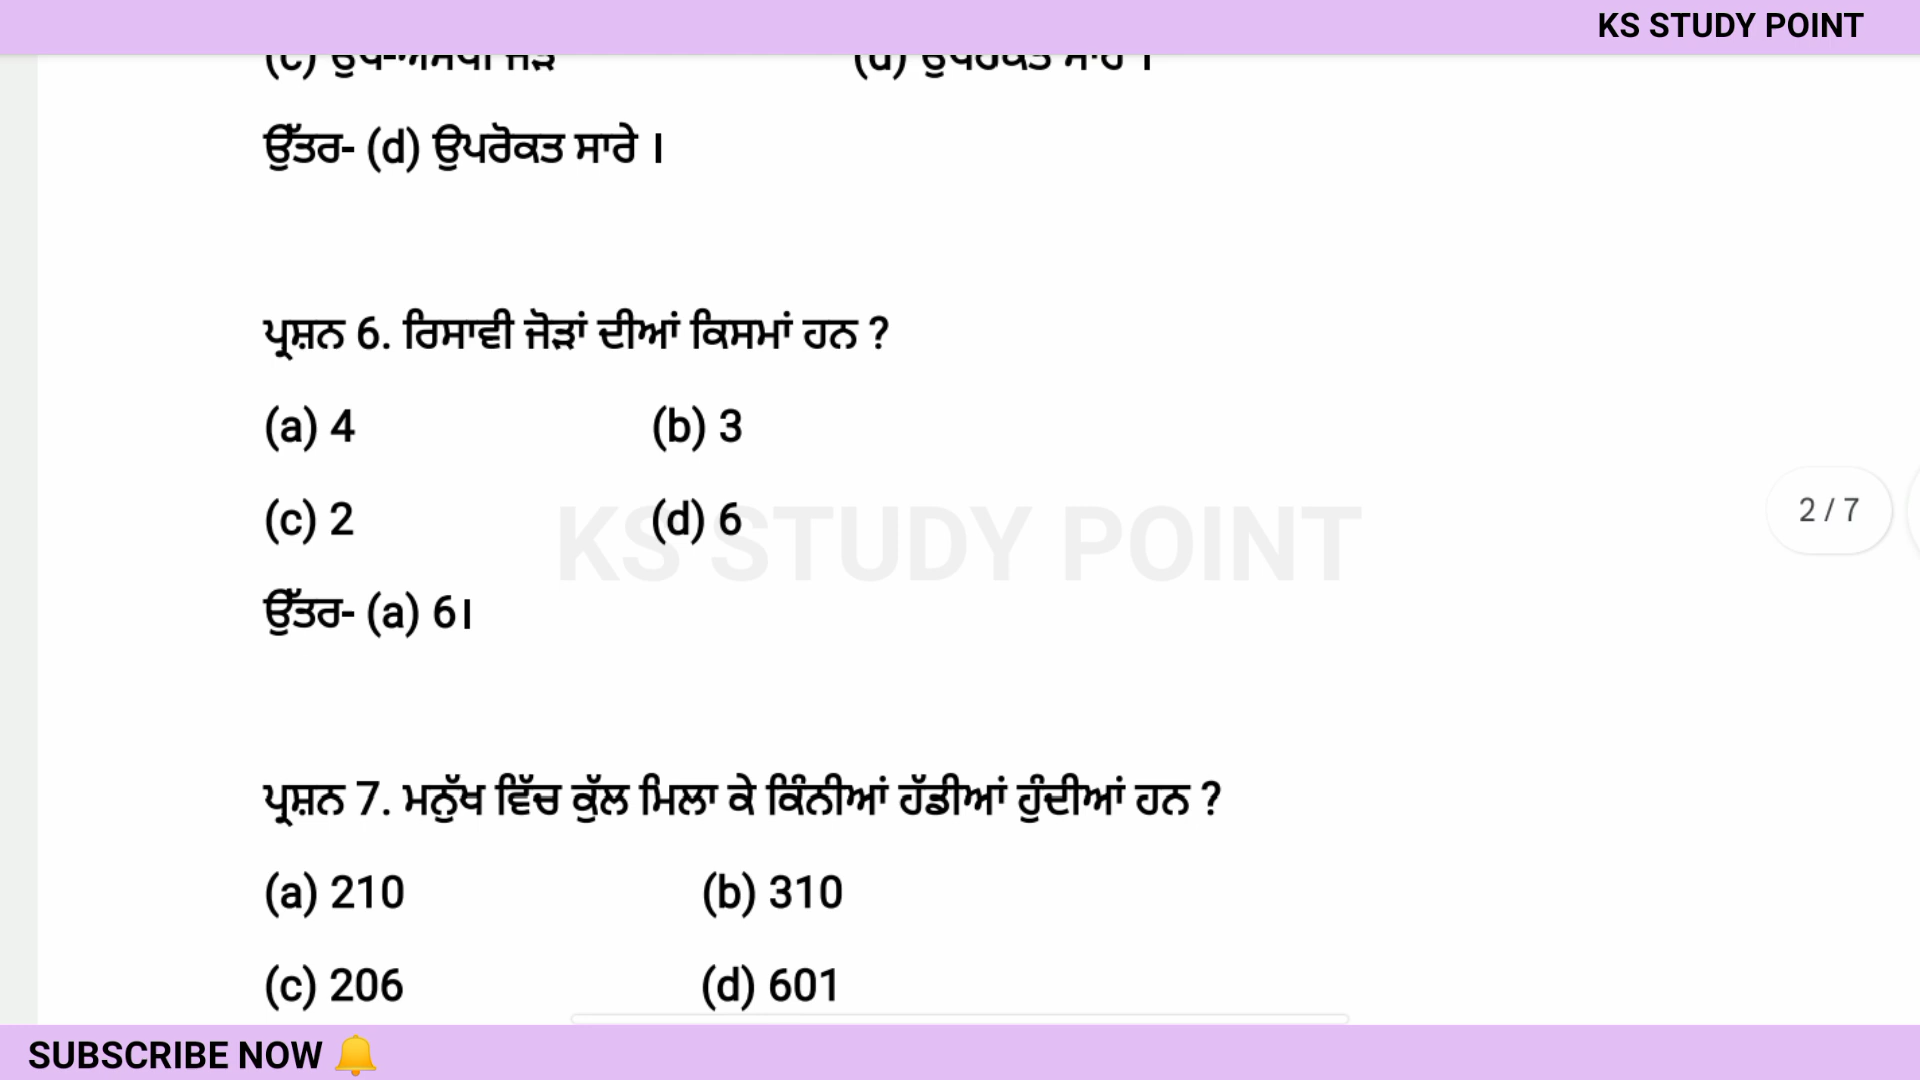 KS STUDY POINT
ਉੱਤਰ- (d) ਉਪਰੋਕਤ ਸਾਰੇ ।
ਪ੍ਰਸ਼ਨ 6. ਰਿਸਾਵੀ ਜੋੜਾਂ ਦੀਆਂ ਕਿਸਮਾਂ ਹਨ ?
(a) 4 (b) 3
(c) 2 (d) 6
KS STUDY POINT
2 / 7
ਉੱਤਰ- (a) 6।
ਪ੍ਰਸ਼ਨ 7. ਮਨੁੱਖ ਵਿੱਚ ਕੁੱਲ ਮਿਲਾ ਕੇ ਕਿੰਨੀਆਂ ਹੱਡੀਆਂ ਹੁੰਦੀਆਂ ਹਨ ?
(a) 210 (b) 310
(c) 206 (d) 601
SUBSCRIBE NOW